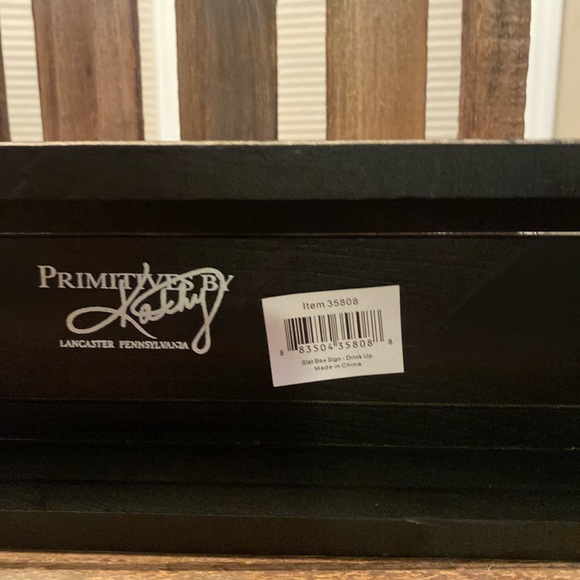 PRIMITIVES BY
Kathy
LANCASTER PENNSYLVANIA
Item 35808
8 83504 35808 8
Slat Box Sign - Drink Up
Made in China